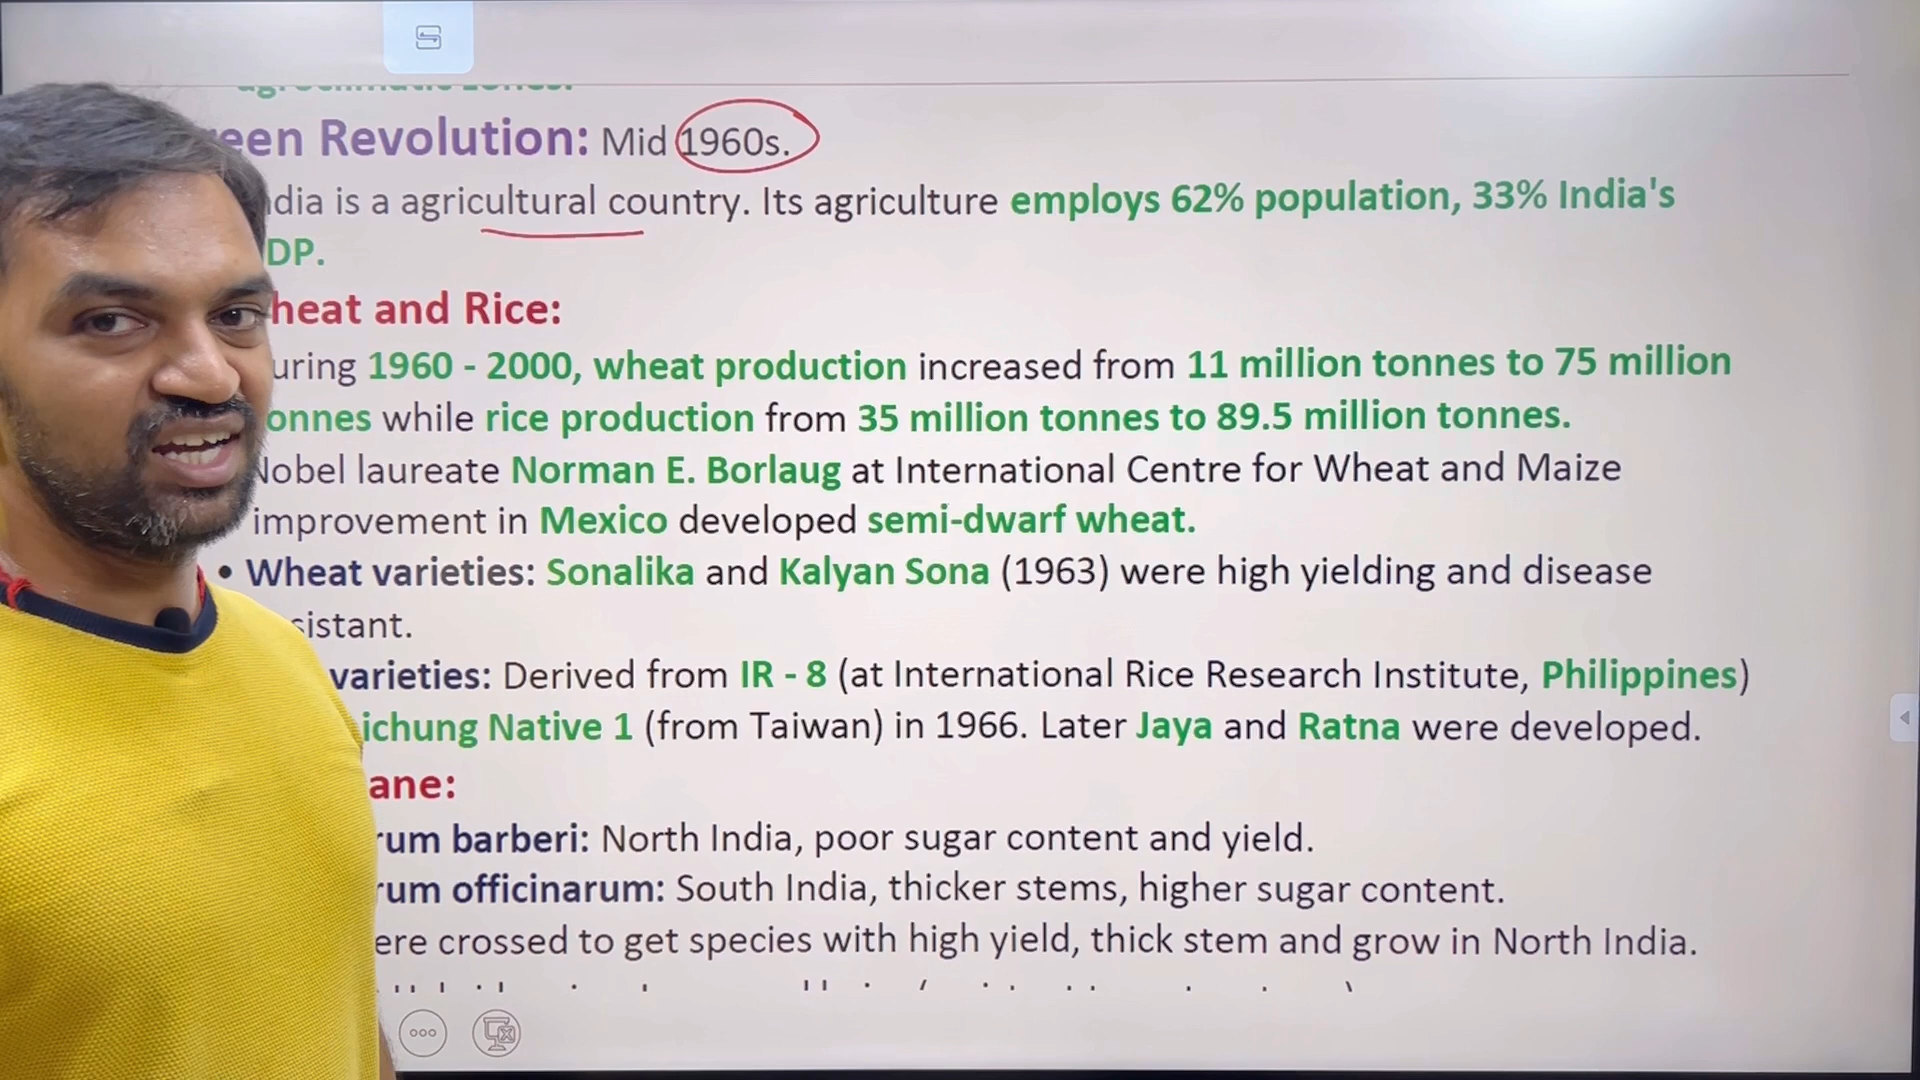 Revolution: Mid 1960s.
is a agricultural country. Its agriculture employs 62% population, 33% India's
DP.
and Rice:
1960 - 2000, wheat production increased from 11 million tonnes to 75 million
while rice production from 35 million tonnes to 89.5 million tonnes.
Nobel laureate Norman E. Borlaug at International Centre for Wheat and Maize
improvement in Mexico developed semi-dwarf wheat.
• Wheat varieties: Sonalika and Kalyan Sona (1963) were high yielding and disease
sistant.
varieties: Derived from IR - 8 (at International Rice Research Institute, Philippines)
ichung Native 1 (from Taiwan) in 1966. Later Jaya and Ratna were developed.
ane:
rum barberi: North India, poor sugar content and yield.
rum officinarum: South India, thicker stems, higher sugar content.
ere crossed to get species with high yield, thick stem and grow in North India.